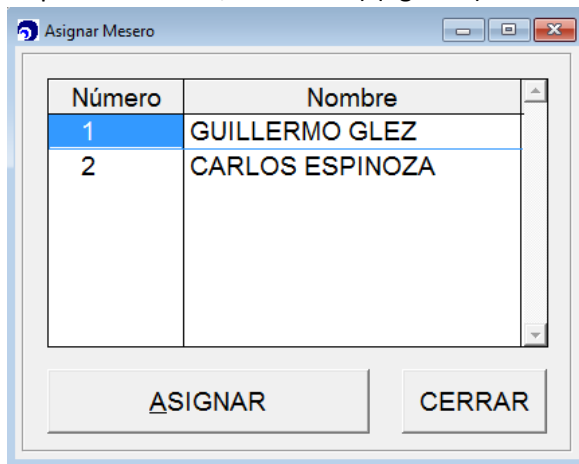 Asignar Mesero
Número Nombre
1 GUILLERMO GLEZ
2 CARLOS ESPINOZA
ASIGNAR CERRAR